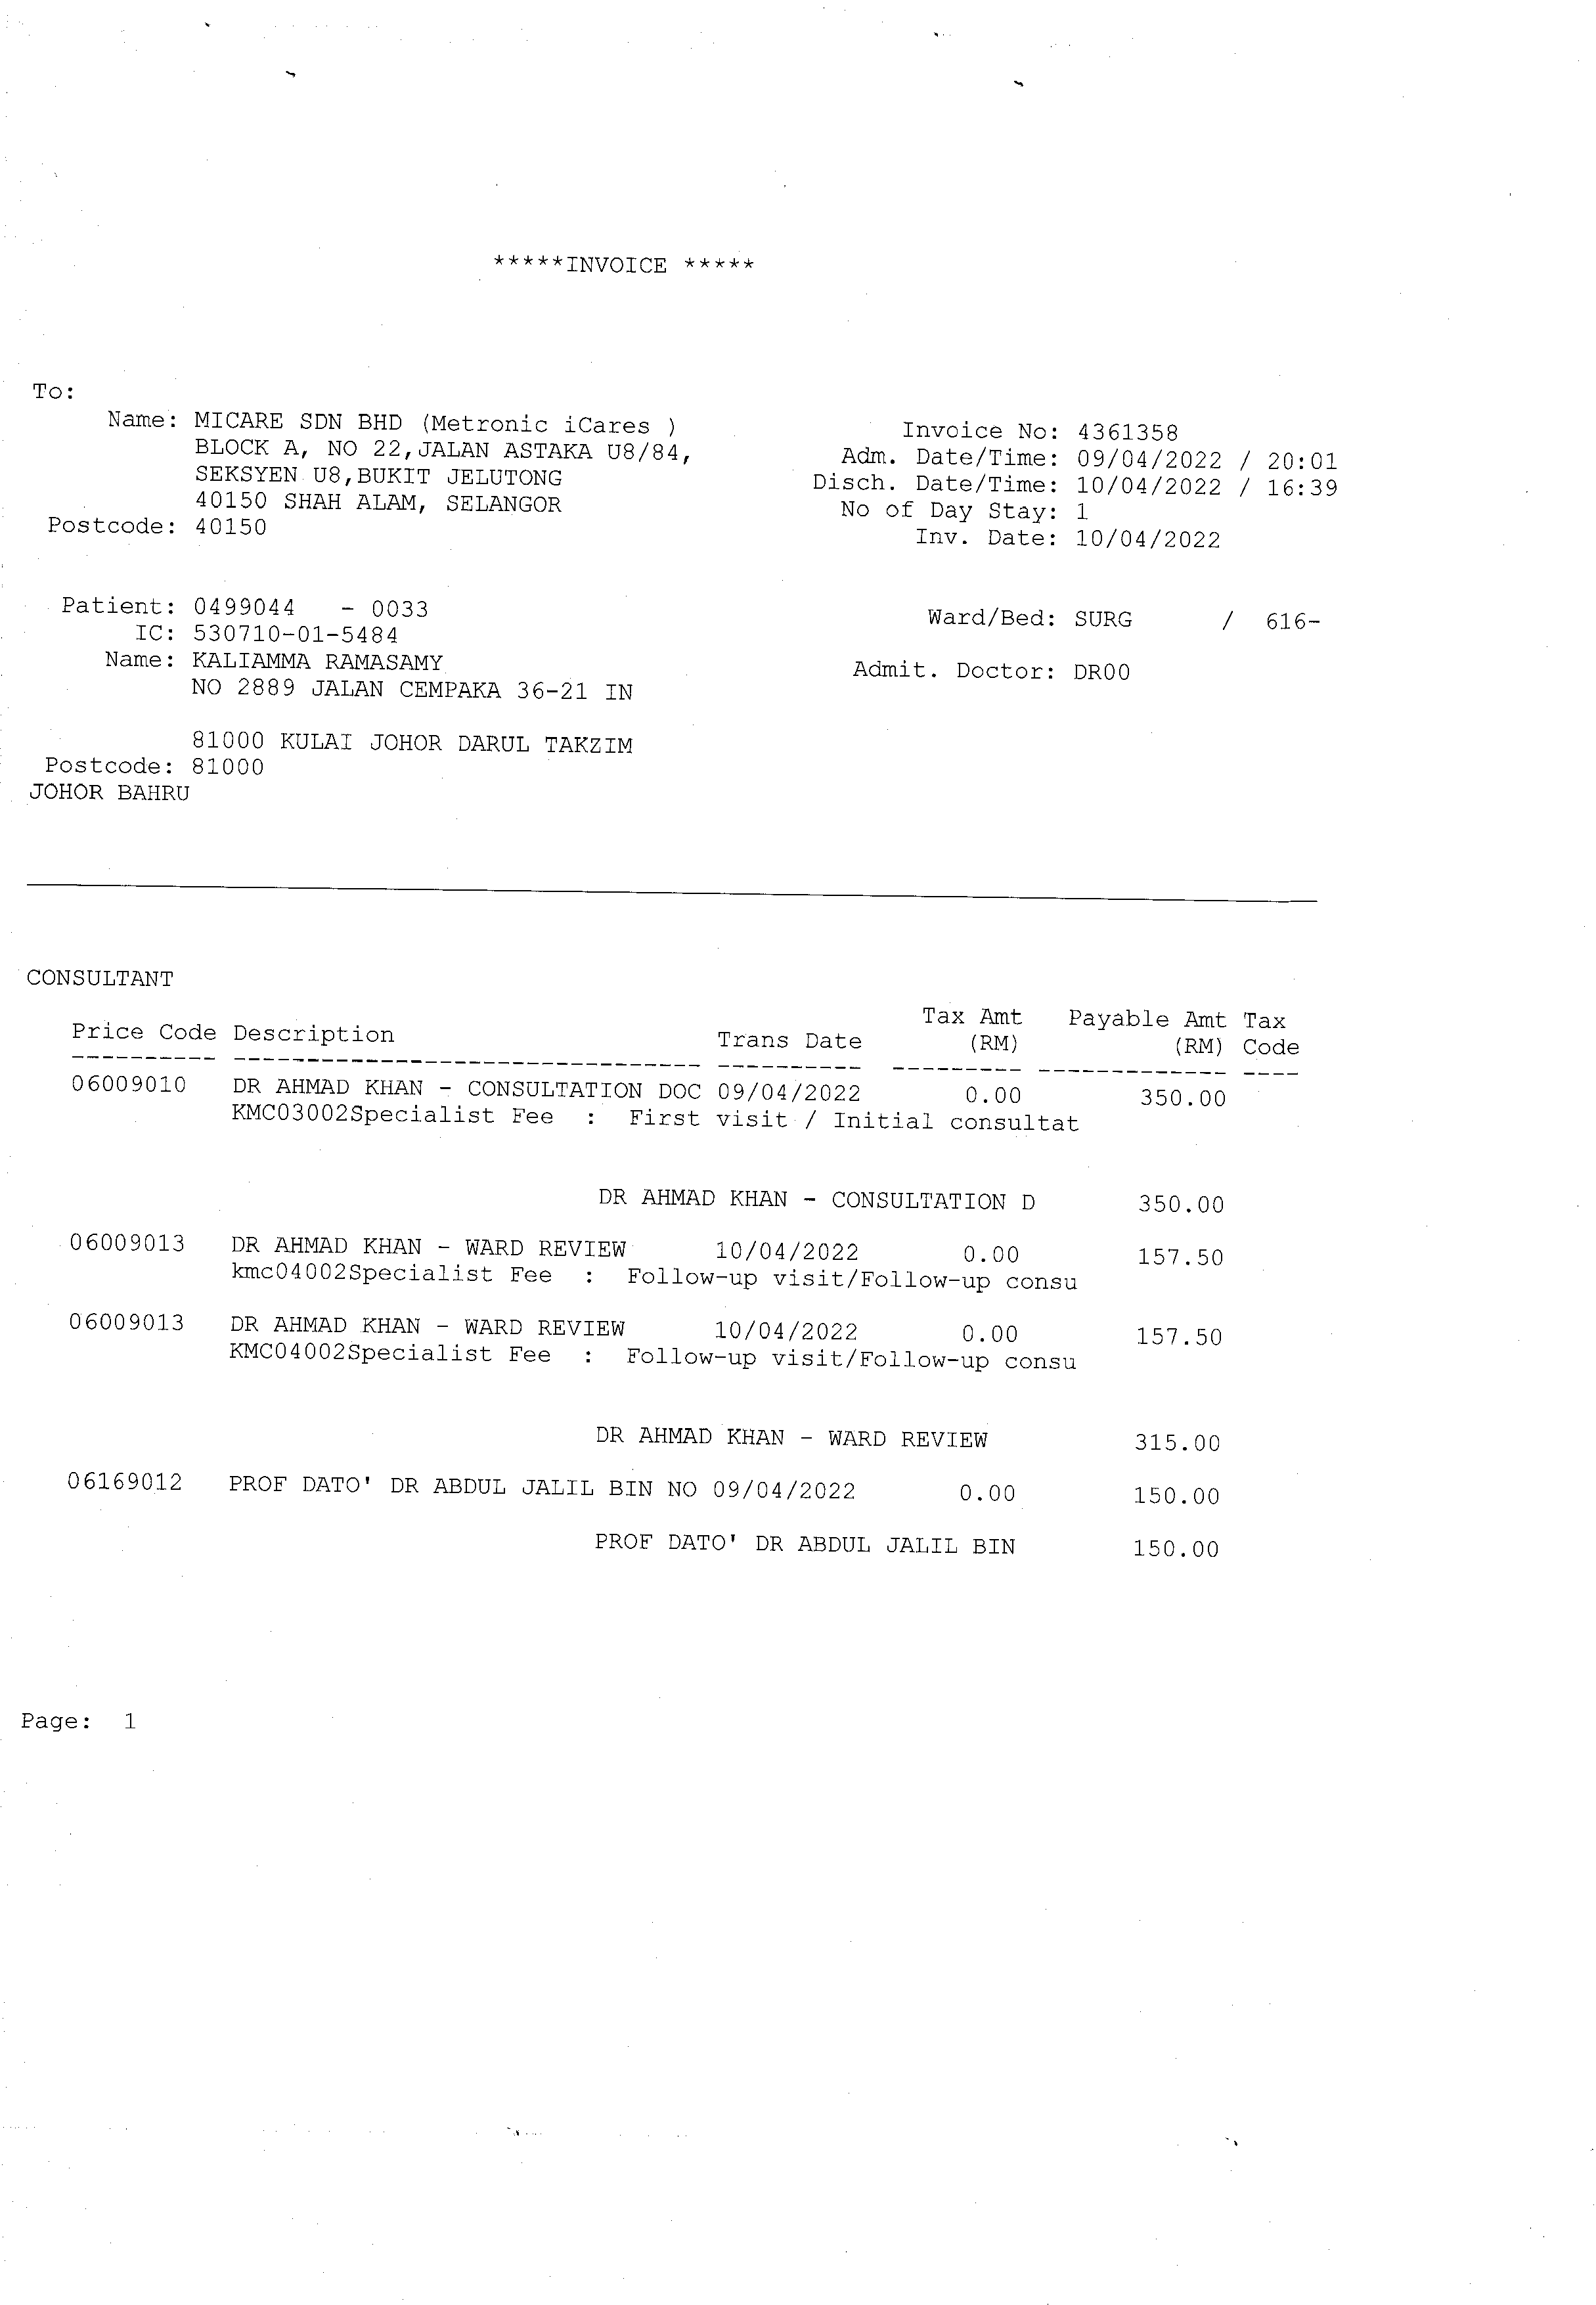 *****INVOICE *****
To:
Name: MICARE SDN BHD (Metronic iCares )
BLOCK A, NO 22,JALAN ASTAKA U8/84,
SEKSYEN U8,BUKIT JELUTONG
40150 SHAH ALAM, SELANGOR
Postcode: 40150
Invoice No: 4361358
Adm. Date/Time: 09/04/2022 / 20:01
Disch. Date/Time: 10/04/2022 / 16:39
No of Day Stay: 1
Inv. Date: 10/04/2022
Patient: 0499044 - 0033
IC: 530710-01-5484
Name: KALIAMMA RAMASAMY
NO 2889 JALAN CEMPAKA 36-21 IN
81000 KULAI JOHOR DARUL TAKZIM
Postcode: 81000
JOHOR BAHRU
Ward/Bed: SURG / 616-
Admit. Doctor: DR00
CONSULTANT
Price Code Description Trans Date Tax Amt (RM) Payable Amt (RM) Tax Code
06009010 DR AHMAD KHAN - CONSULTATION DOC 09/04/2022 0.00 350.00
KMC03002Specialist Fee : First visit / Initial consultat
DR AHMAD KHAN - CONSULTATION D 350.00
06009013 DR AHMAD KHAN - WARD REVIEW 10/04/2022 0.00 157.50
kmc04002Specialist Fee : Follow-up visit/Follow-up consu
06009013 DR AHMAD KHAN - WARD REVIEW 10/04/2022 0.00 157.50
KMC04002Specialist Fee : Follow-up visit/Follow-up consu
DR AHMAD KHAN - WARD REVIEW 315.00
06169012 PROF DATO' DR ABDUL JALIL BIN NO 09/04/2022 0.00 150.00
PROF DATO' DR ABDUL JALIL BIN 150.00
Page: 1